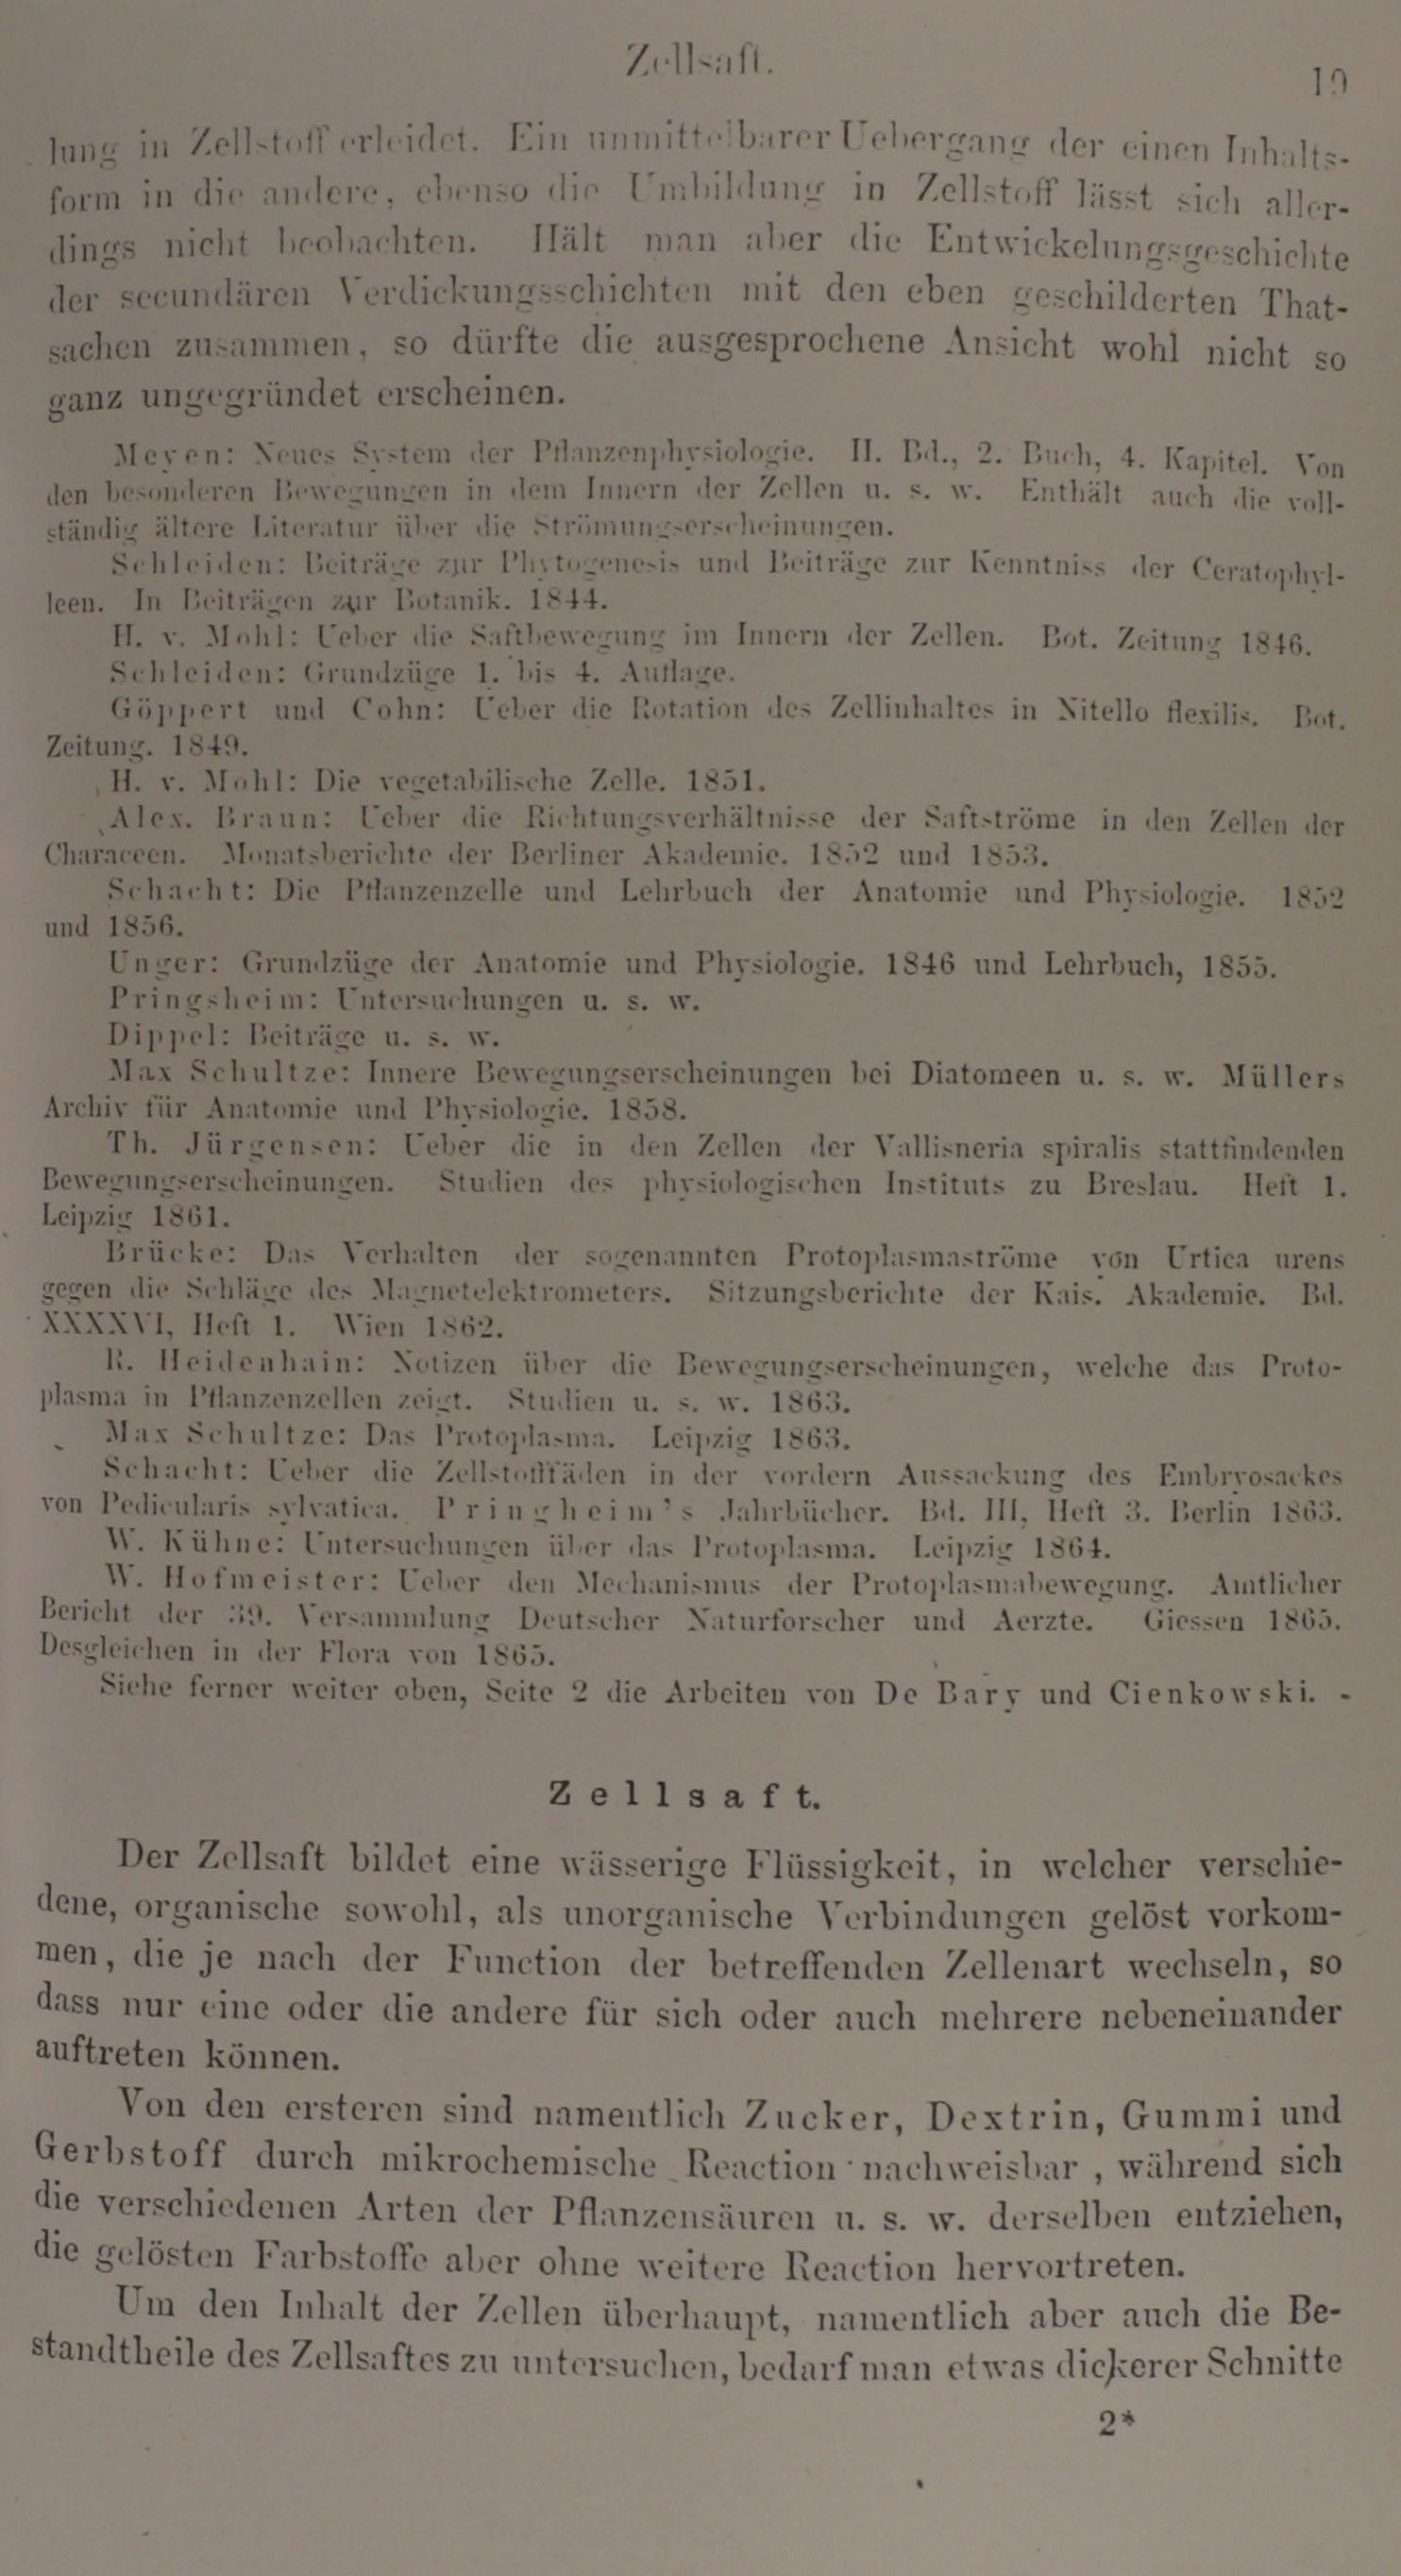 Zellsaft.
19
lung in Zellstoff erleidet. Ein unmittelbarer Uebergang der einen Inhalts-
form in die andere, ebenso die Umbildung in Zellstoff lässt sich aller-
dings nicht beobachten. Hält man aber die Entwickelungsgeschichte
der secundären Verdickungsschichten mit den eben geschilderten That-
sachen zusammen, so dürfte die ausgesprochene Ansicht wohl nicht so
ganz ungegründet erscheinen.
Meyen: Neues System der Pflanzenphysiologie. II. Bd., 2. Buch, 4. Kapitel. Von
den besonderen Bewegungen in dem Innern der Zellen u. s. w. Enthält auch die voll-
ständig ältere Literatur über die Strömungserscheinungen.
Schleiden: Beiträge zur Phytogenesis und Beiträge zur Kenntniss der Ceratophyl-
leen. In Beiträgen zur Botanik. 1844.
H. v. Mohl: Ueber die Saftbewegung im Innern der Zellen. Bot. Zeitung 1846.
Schleiden: Grundzüge 1. bis 4. Auflage.
Göppert und Cohn: Ueber die Rotation des Zellinhaltes in Nitello flexilis. Bot.
Zeitung. 1849.
H. v. Mohl: Die vegetabilische Zelle. 1851.
Alex. Braun: Ueber die Richtungsverhältnisse der Saftströme in den Zellen der
Characeen. Monatsberichte der Berliner Akademie. 1852 und 1853.
Schacht: Die Pflanzenzelle und Lehrbuch der Anatomie und Physiologie. 1852
und 1856.
Unger: Grundzüge der Anatomie und Physiologie. 1846 und Lehrbuch, 1855.
Pringsheim: Untersuchungen u. s. w.
Dippel: Beiträge u. s. w.
Max Schultze: Innere Bewegungserscheinungen bei Diatomeen u. s. w. Müllers
Archiv für Anatomie und Physiologie. 1858.
Th. Jürgensen: Ueber die in den Zellen der Vallisneria spiralis stattfindenden
Bewegungserscheinungen. Studien des physiologischen Instituts zu Breslau. Heft 1.
Leipzig 1861.
Brücke: Das Verhalten der sogenannten Protoplasmaströme von Urtica urens
gegen die Schläge des Magnetelektrometers. Sitzungsberichte der Kais. Akademie. Bd.
XXXXVI, Heft 1. Wien 1862.
R. Heidenhain: Notizen über die Bewegungserscheinungen, welche das Proto-
plasma in Pflanzenzellen zeigt. Studien u. s. w. 1863.
Max Schultze: Das Protoplasma. Leipzig 1863.
Schacht: Ueber die Zellstofffäden in der vordern Aussackung des Embryosackes
von Pedicularis sylvatica. Pringheim's Jahrbücher. Bd. III, Heft 3. Berlin 1863.
W. Kühne: Untersuchungen über das Protoplasma. Leipzig 1864.
W. Hofmeister: Ueber den Mechanismus der Protoplasmabewegung. Amtlicher
Bericht der 39. Versammlung Deutscher Naturforscher und Aerzte. Giessen 1865.
Desgleichen in der Flora von 1865.
Siehe ferner weiter oben, Seite 2 die Arbeiten von De Bary und Cienkowski.
Zellsaft.
Der Zellsaft bildet eine wässerige Flüssigkeit, in welcher verschie-
dene, organische sowohl, als unorganische Verbindungen gelöst vorkom-
men, die je nach der Function der betreffenden Zellenart wechseln, so
dass nur eine oder die andere für sich oder auch mehrere nebeneinander
auftreten können.
Von den ersteren sind namentlich Zucker, Dextrin, Gummi und
Gerbstoff durch mikrochemische Reaction nachweisbar, während sich
die verschiedenen Arten der Pflanzensäuren u. s. w. derselben entziehen,
die gelösten Farbstoffe aber ohne weitere Reaction hervortreten.
Um den Inhalt der Zellen überhaupt, namentlich aber auch die Be-
standtheile des Zellsaftes zu untersuchen, bedarf man etwas dickerer Schnitte
2*